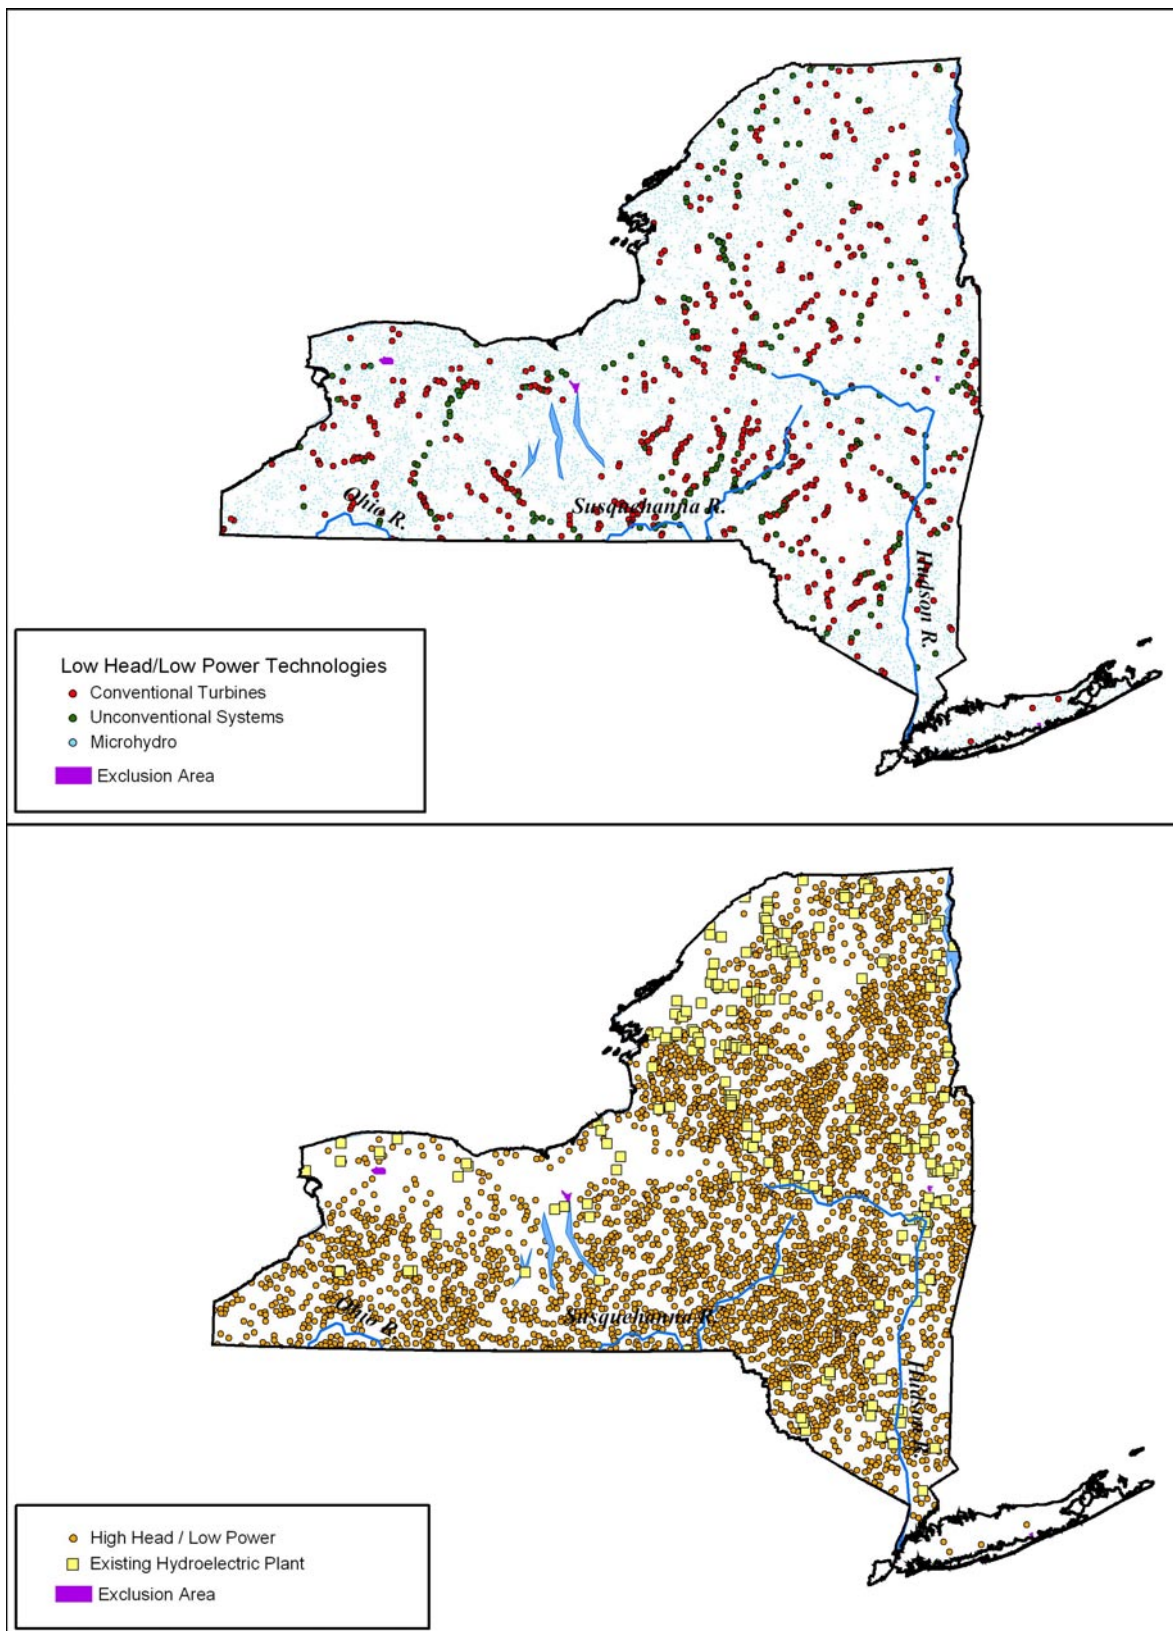 Ohio R.
Susquehanna R.
Hudson R.
Low Head/Low Power Technologies
Conventional Turbines
Unconventional Systems
Microhydro
Exclusion Area
Ohio R.
Susquehanna R.
Hudson R.
High Head / Low Power
Existing Hydroelectric Plant
Exclusion Area